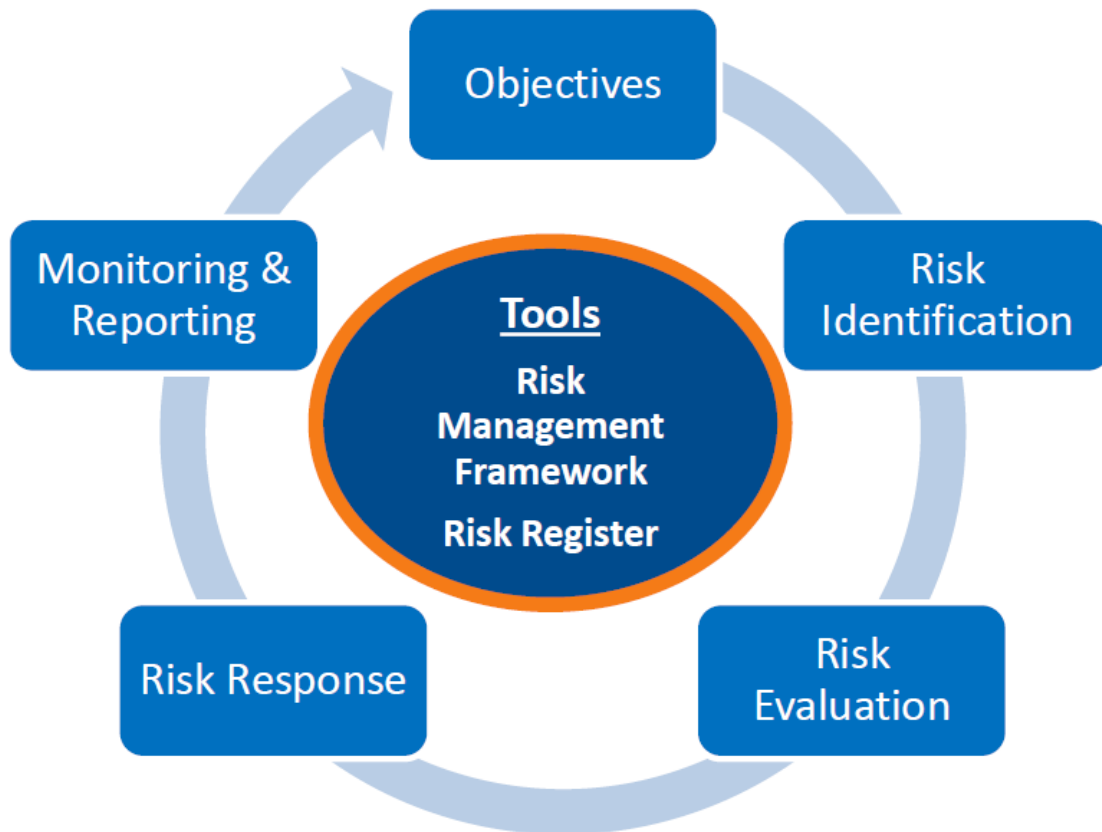 Objectives
Risk
Identification
Risk
Evaluation
Risk Response
Monitoring &
Reporting
Tools
Risk
Management
Framework
Risk Register